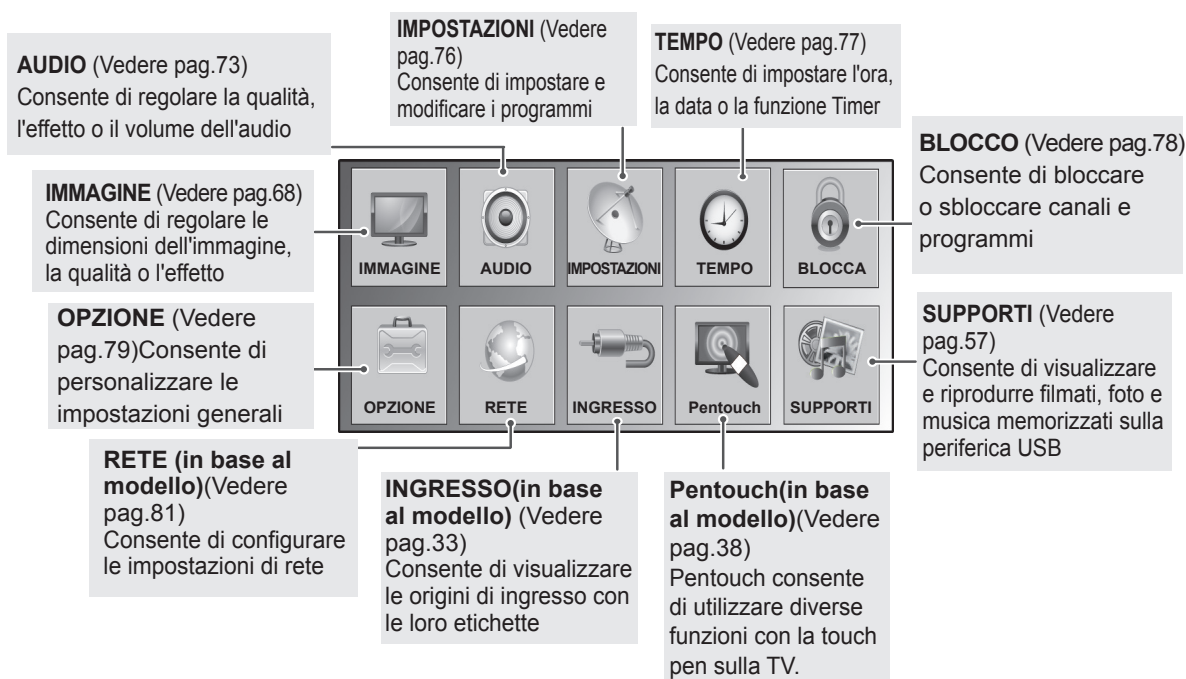 IMPOSTAZIONI (Vedere
pag.76)
Consente di impostare e
modificare i programmi
TEMPO (Vedere pag.77)
Consente di impostare l'ora,
la data o la funzione Timer
AUDIO (Vedere pag.73)
Consente di regolare la qualità,
l'effetto o il volume dell'audio
BLOCCO (Vedere pag.78)
Consente di bloccare
o sbloccare canali e
programmi
IMMAGINE (Vedere pag.68)
Consente di regolare le
dimensioni dell'immagine,
la qualità o l'effetto
IMMAGINE
AUDIO
IMPOSTAZIONI
TEMPO
BLOCCA
OPZIONE (Vedere
pag.79)Consente di
personalizzare le
impostazioni generali
OPZIONE
RETE
INGRESSO
Pentouch
SUPPORTI
SUPPORTI (Vedere
pag.57)
Consente di visualizzare
e riprodurre filmati, foto e
musica memorizzati sulla
periferica USB
RETE (in base al
modello)(Vedere
pag.81)
Consente di configurare
le impostazioni di rete
INGRESSO(in base
al modello) (Vedere
pag.33)
Consente di visualizzare
le origini di ingresso con
le loro etichette
Pentouch(in base
al modello)(Vedere
pag.38)
Pentouch consente
di utilizzare diverse
funzioni con la touch
pen sulla TV.